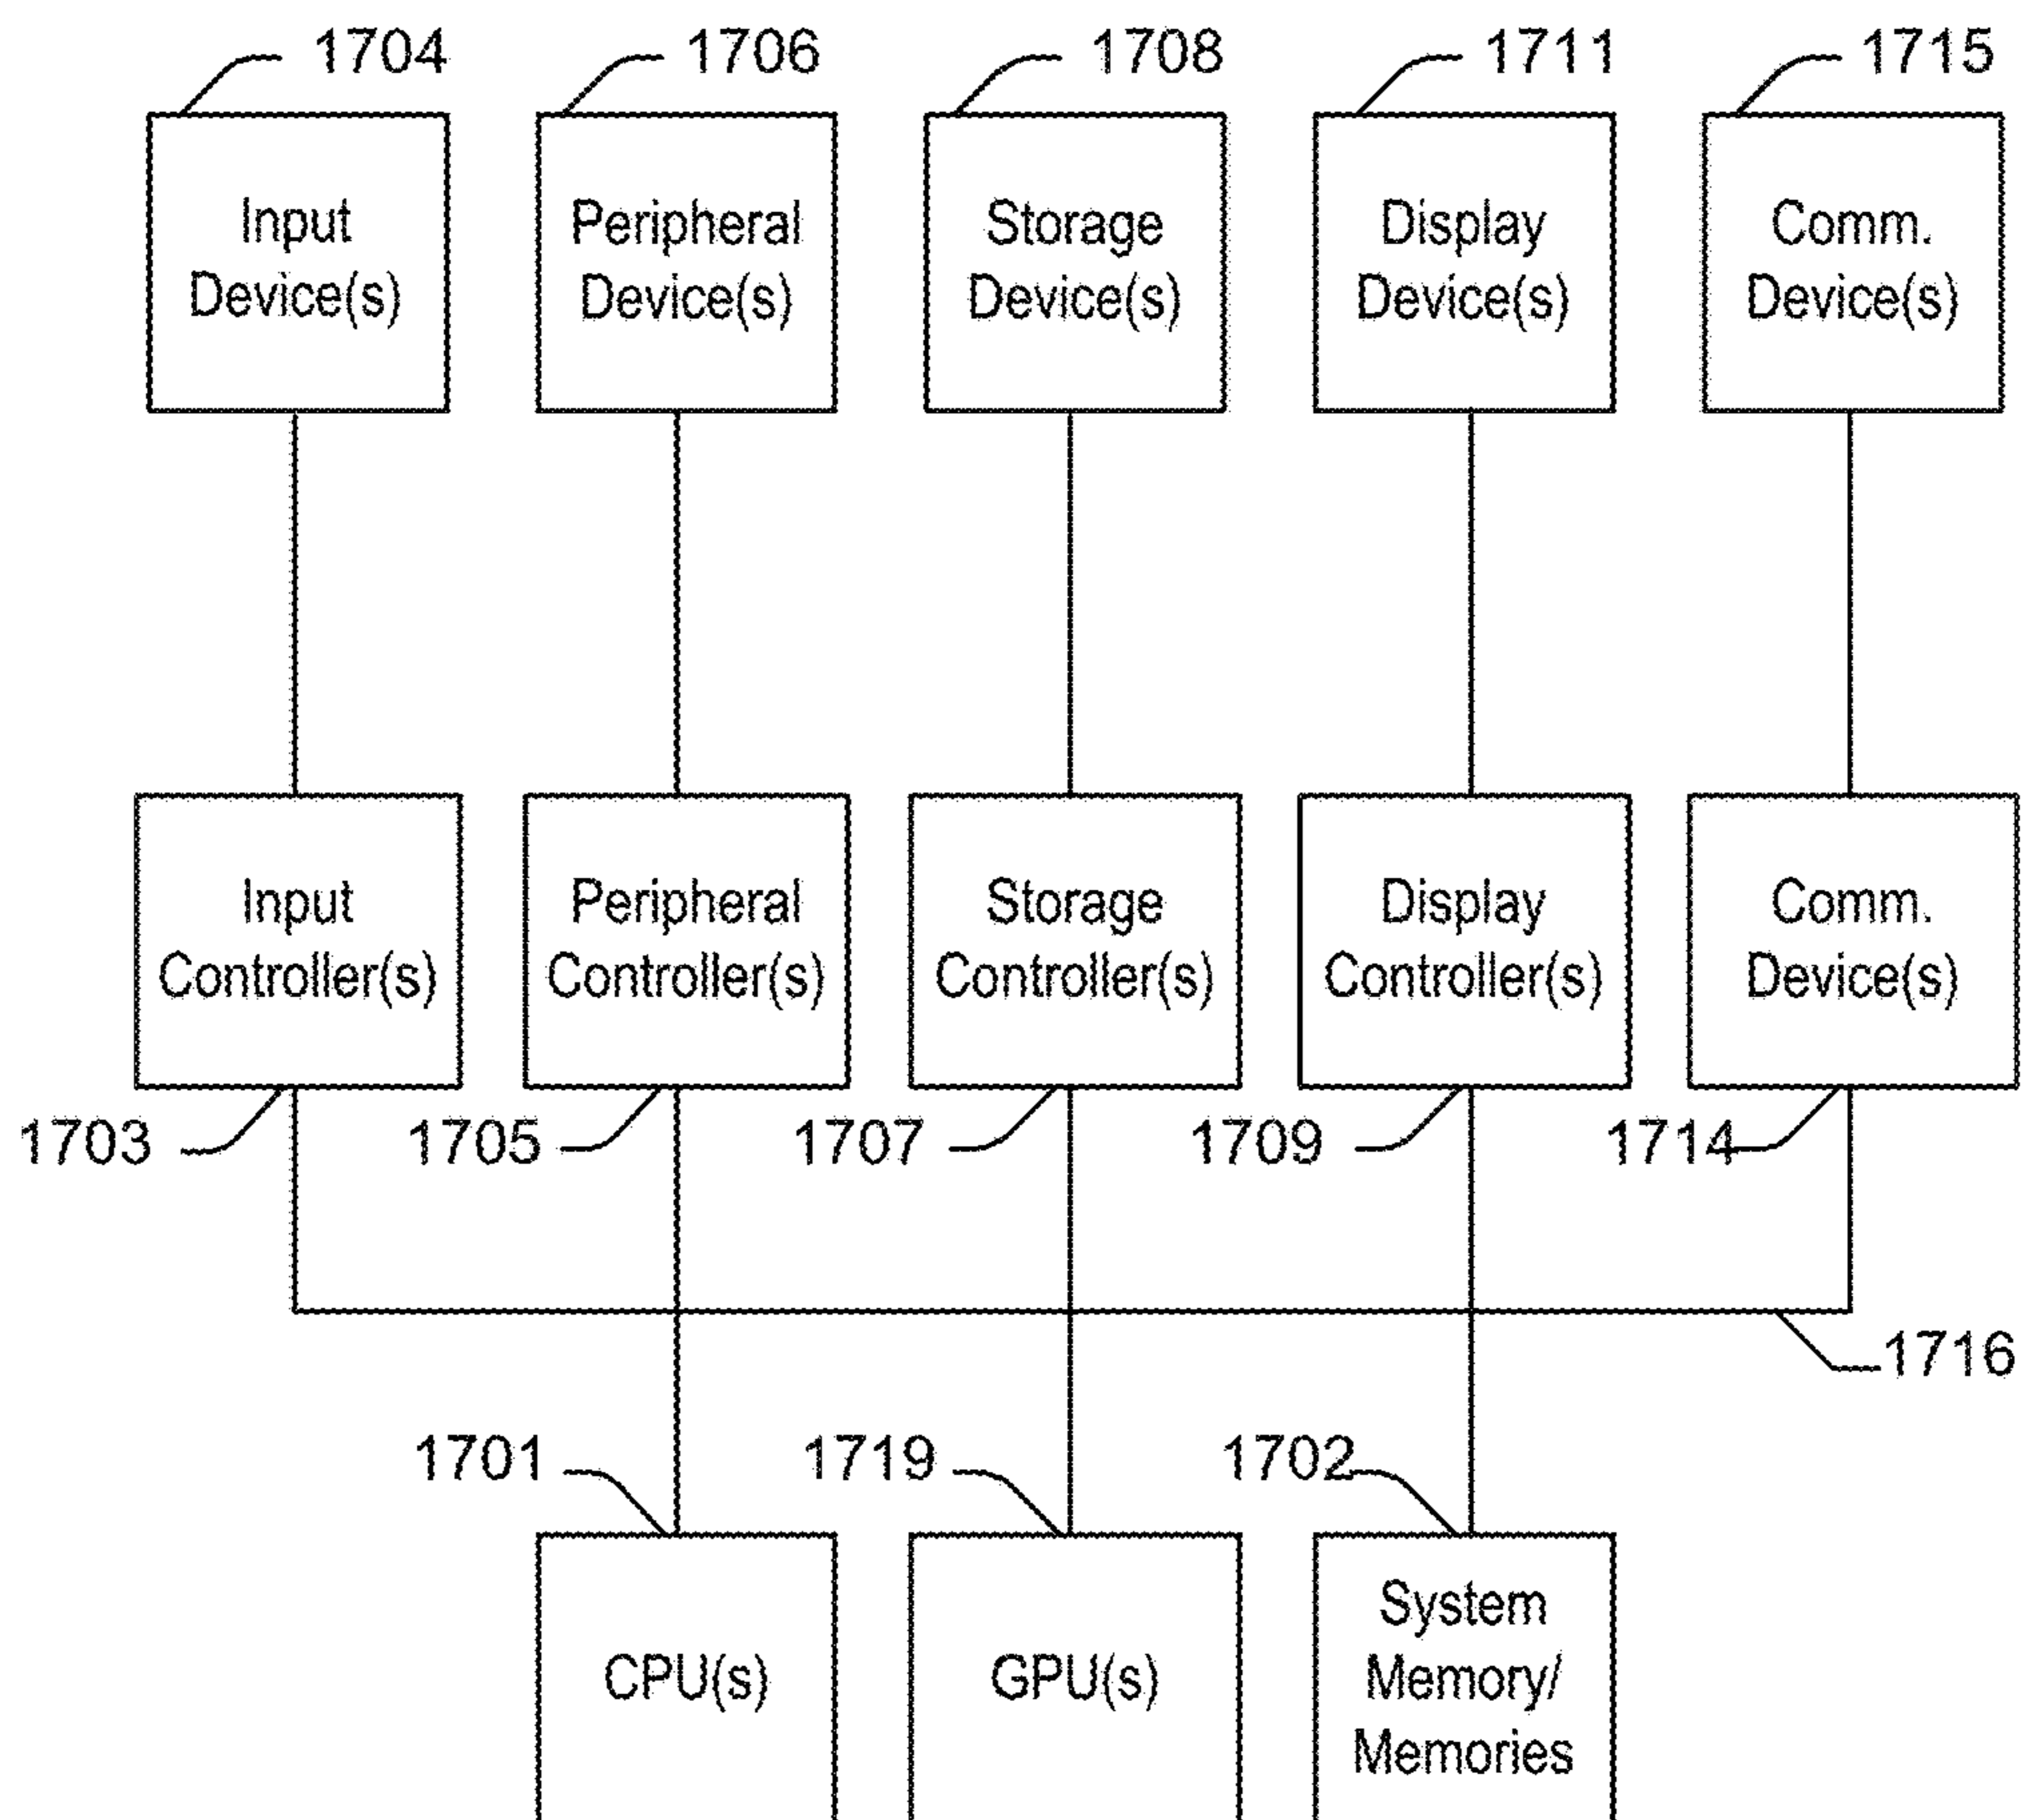 1704 1706 1708 1711 1715
Input Peripheral Storage Display Comm.
Device(s) Device(s) Device(s) Device(s) Device(s)
Input Peripheral Storage Display Comm.
Controller(s) Controller(s) Controller(s) Controller(s) Device(s)
1703 1705 1707 1709 1714
1716
1701 1719 1702
System
CPU(s) GPU(s) Memory/
Memories